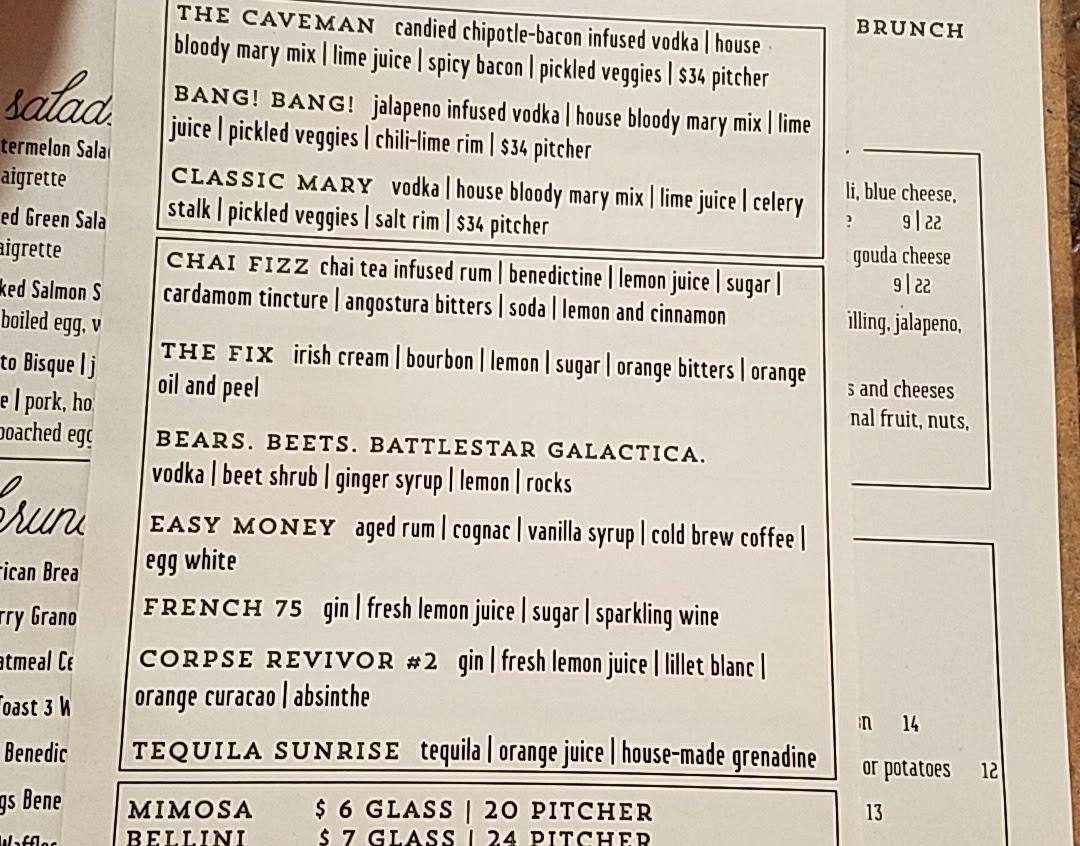 THE CAVEMAN candied chipotle-bacon infused vodka | house
bloody mary mix | lime juice | spicy bacon | pickled veggies | $34 pitcher
BANG! BANG! jalapeno infused vodka | house bloody mary mix | lime
juice | pickled veggies | chili-lime rim | $34 pitcher
CLASSIC MARY vodka | house bloody mary mix | lime juice | celery
stalk | pickled veggies | salt rim | $34 pitcher
CHAI FIZZ chai tea infused rum | benedictine | lemon juice | sugar |
cardamom tincture | angostura bitters | soda | lemon and cinnamon
THE FIX irish cream | bourbon | lemon | sugar | orange bitters | orange
oil and peel
BEARS. BEETS. BATTLESTAR GALACTICA.
vodka | beet shrub | ginger syrup | lemon | rocks
EASY MONEY aged rum | cognac | vanilla syrup | cold brew coffee |
egg white
FRENCH 75 gin | fresh lemon juice | sugar | sparkling wine
CORPSE REVIVOR #2 gin | fresh lemon juice | lillet blanc |
orange curacao | absinthe
TEQUILA SUNRISE tequila | orange juice | house-made grenadine
MIMOSA $ 6 GLASS | 20 PITCHER
BELLINI $ 7 GLASS | 24 PITCHER
salad
termelon Sala
aigrette
ed Green Sala
aigrette
ked Salmon S
boiled egg, v
to Bisque | j
e | pork, ho
poached egg
brun
ican Brea
rry Grano
atmeal Ce
oast 3 W
Benedic
gs Bene
Waffle
BRUNCH
li, blue cheese,
9 | 22
gouda cheese
9 | 22
illing, jalapeno,
s and cheeses
nal fruit, nuts,
n 14
or potatoes 12
13